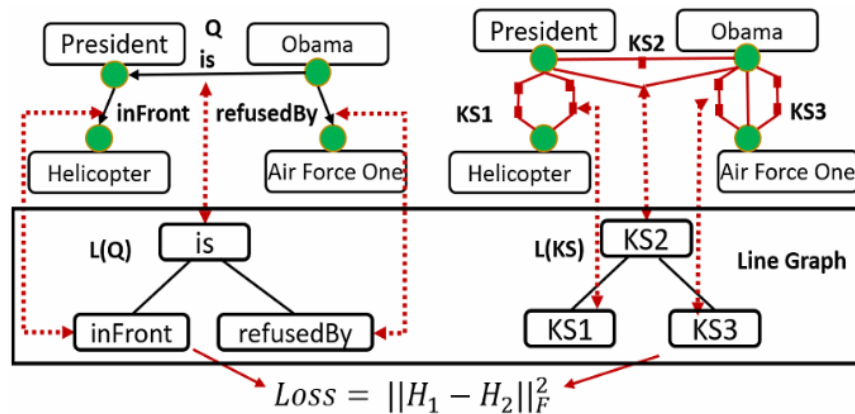 President
Q
Obama
is
inFront
refusedBy
Helicopter
Air Force One
President
KS2
Obama
KS1
KS3
Helicopter
Air Force One
L(Q)
is
inFront
refusedBy
L(KS)
KS2
Line Graph
KS1
KS3
Loss = ||H₁ − H₂||²_F